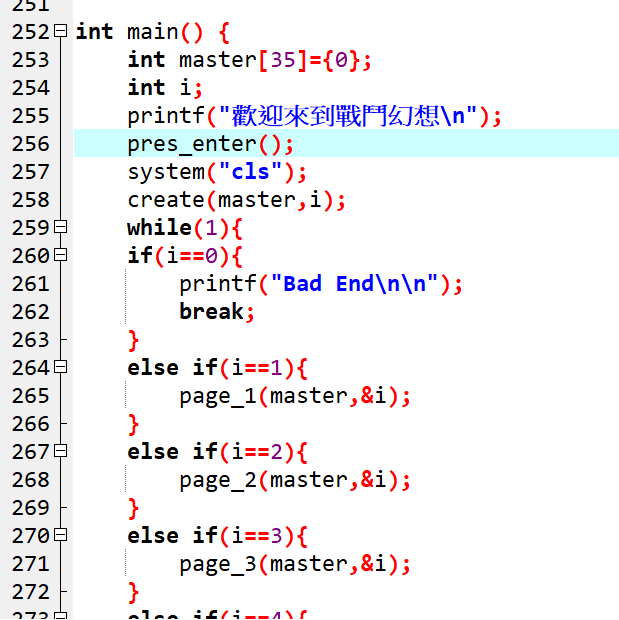 251
252 int main() {
253 int master[35]={0};
254 int i;
255 printf("歡迎來到戰鬥幻想\n");
256 pres_enter();
257 system("cls");
258 create(master,i);
259 while(1){
260 if(i==0){
261 printf("Bad End\n\n");
262 break;
263 }
264 else if(i==1){
265 page_1(master,&i);
266 }
267 else if(i==2){
268 page_2(master,&i);
269 }
270 else if(i==3){
271 page_3(master,&i);
272 }
273 else if(i==4){